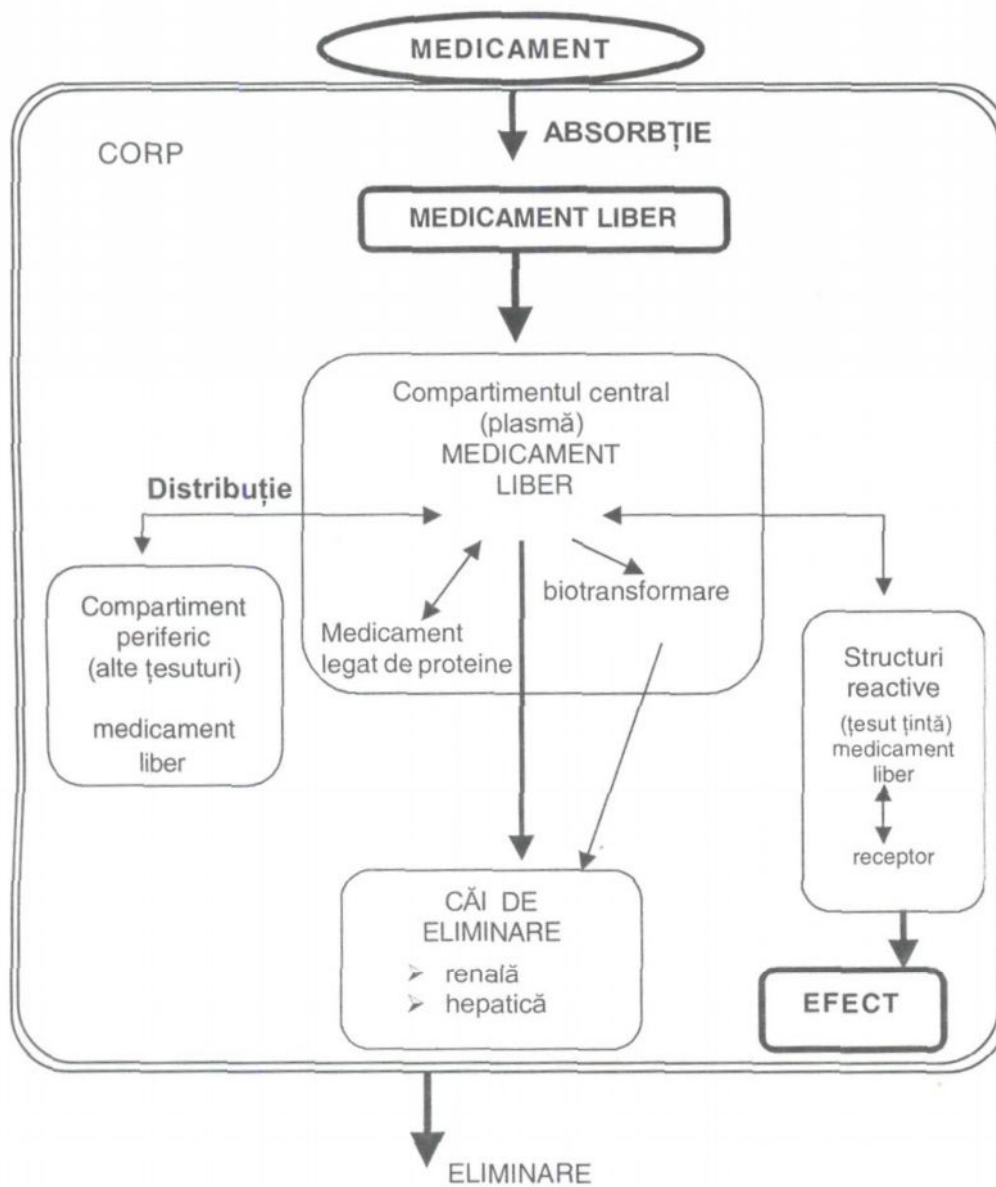 MEDICAMENT
ABSORBȚIE
CORP
MEDICAMENT LIBER
Compartimentul central
(plasmă)
MEDICAMENT
LIBER
Distribuție
biotransformare
Medicament
legat de proteine
Compartiment
periferic
(alte țesuturi)
medicament
liber
Structuri
reactive
(țesut țintă)
medicament
liber
receptor
CĂI DE
ELIMINARE
➢ renală
➢ hepatică
EFECT
ELIMINARE